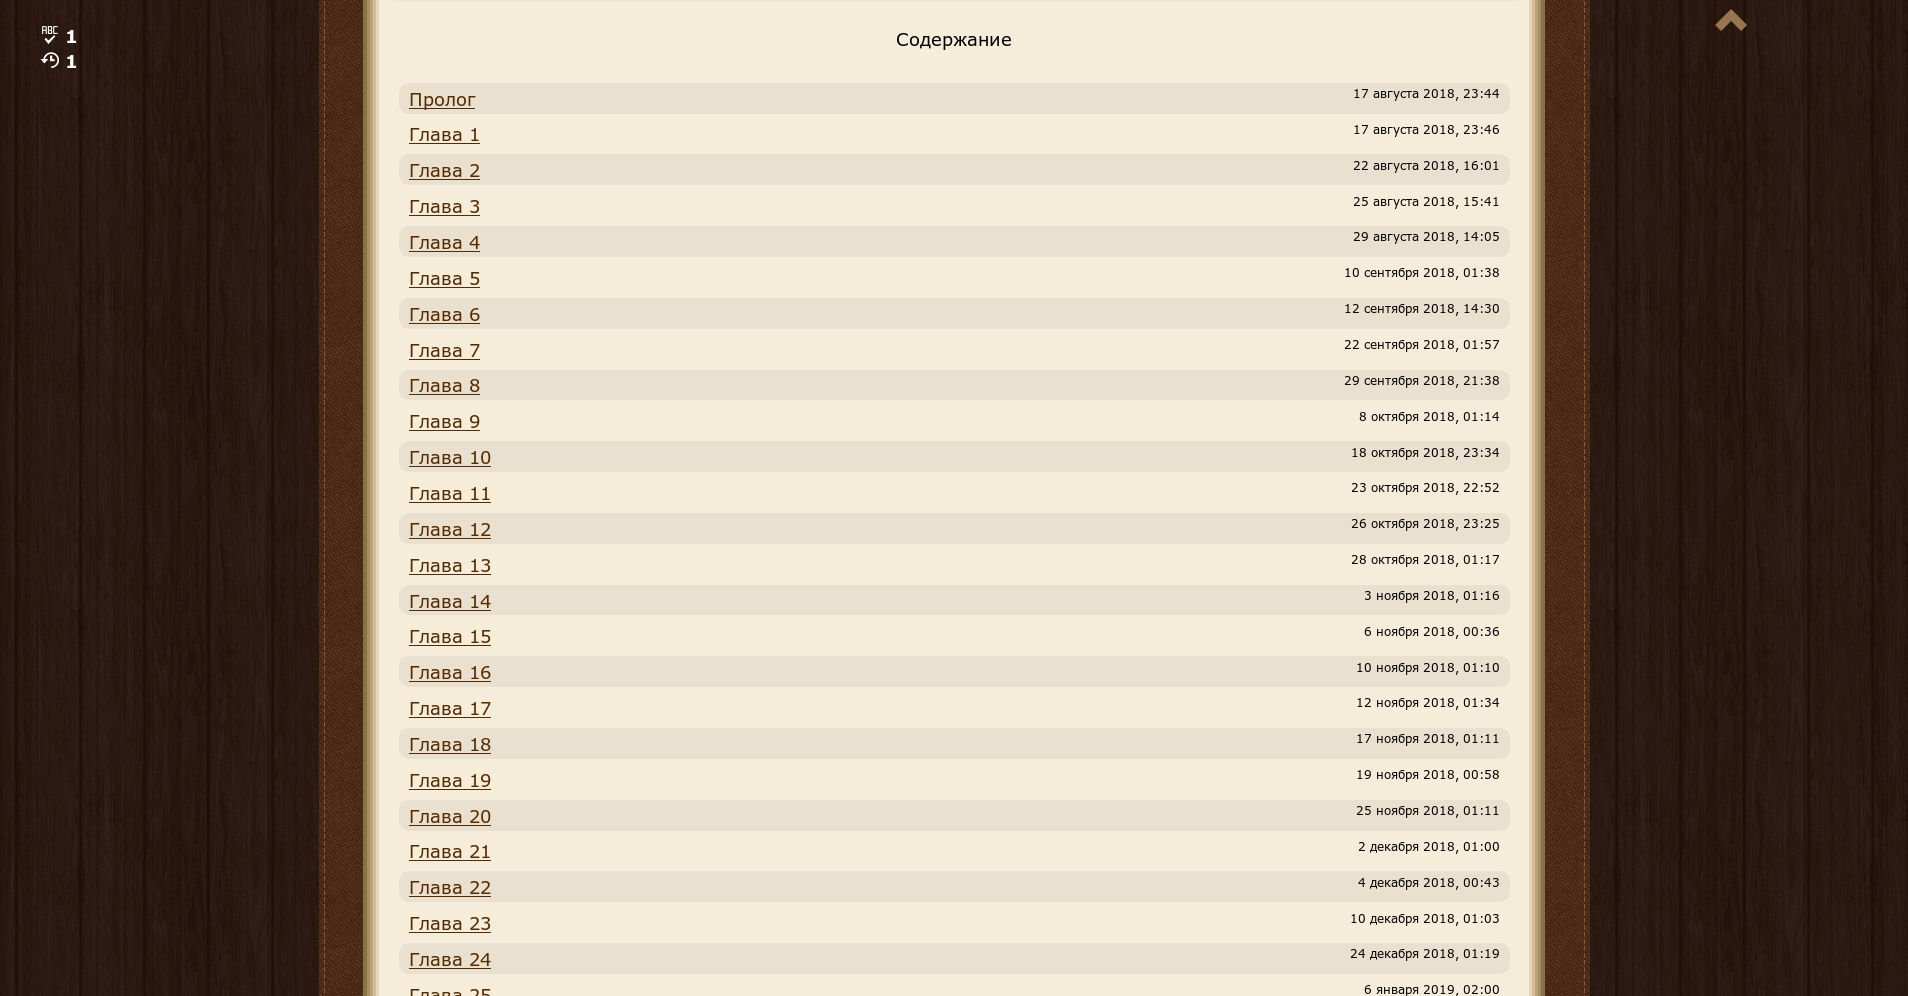 ABC 1
1
Содержание
Пролог 17 августа 2018, 23:44
Глава 1 17 августа 2018, 23:46
Глава 2 22 августа 2018, 16:01
Глава 3 25 августа 2018, 15:41
Глава 4 29 августа 2018, 14:05
Глава 5 10 сентября 2018, 01:38
Глава 6 12 сентября 2018, 14:30
Глава 7 22 сентября 2018, 01:57
Глава 8 29 сентября 2018, 21:38
Глава 9 8 октября 2018, 01:14
Глава 10 18 октября 2018, 23:34
Глава 11 23 октября 2018, 22:52
Глава 12 26 октября 2018, 23:25
Глава 13 28 октября 2018, 01:17
Глава 14 3 ноября 2018, 01:16
Глава 15 6 ноября 2018, 00:36
Глава 16 10 ноября 2018, 01:10
Глава 17 12 ноября 2018, 01:34
Глава 18 17 ноября 2018, 01:11
Глава 19 19 ноября 2018, 00:58
Глава 20 25 ноября 2018, 01:11
Глава 21 2 декабря 2018, 01:00
Глава 22 4 декабря 2018, 00:43
Глава 23 10 декабря 2018, 01:03
Глава 24 24 декабря 2018, 01:19
Глава 25 6 января 2019, 02:00